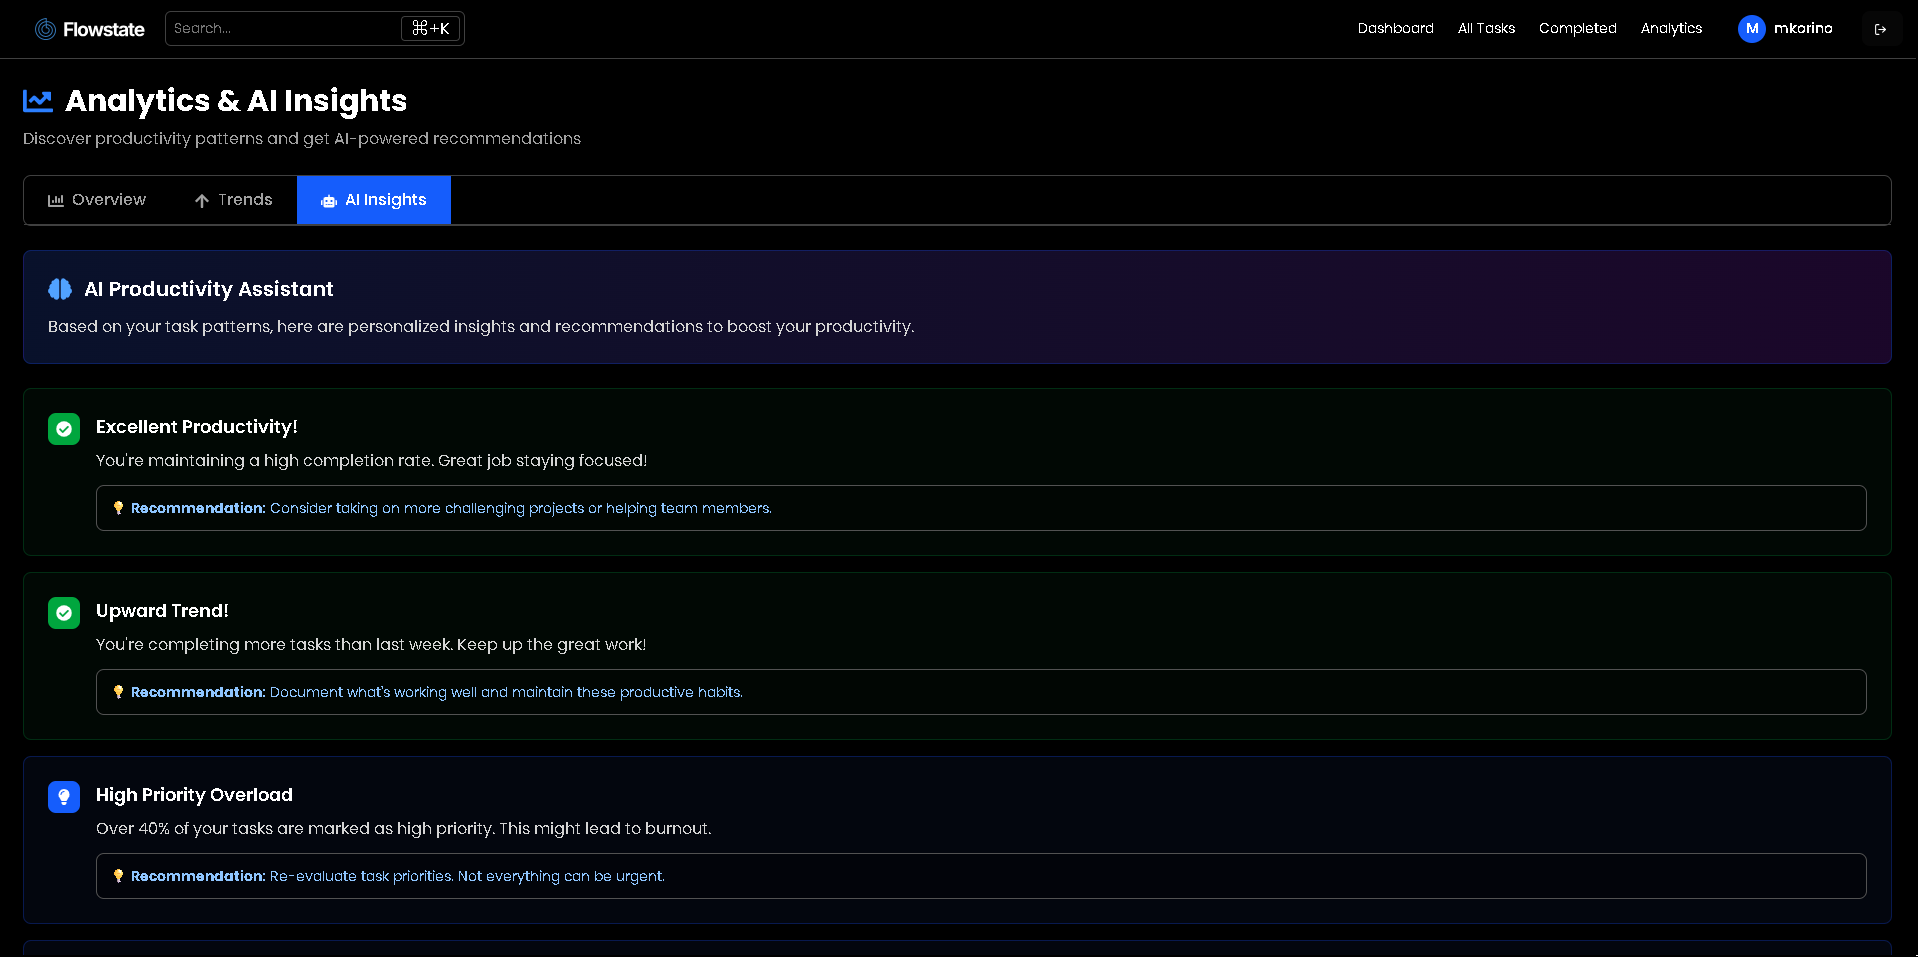 Flowstate
Search...
⌘+K
Dashboard
All Tasks
Completed
Analytics
M
mkorino
Analytics & AI Insights
Discover productivity patterns and get AI-powered recommendations
Overview
Trends
AI Insights
AI Productivity Assistant
Based on your task patterns, here are personalized insights and recommendations to boost your productivity.
Excellent Productivity!
You're maintaining a high completion rate. Great job staying focused!
💡 Recommendation: Consider taking on more challenging projects or helping team members.
Upward Trend!
You're completing more tasks than last week. Keep up the great work!
💡 Recommendation: Document what's working well and maintain these productive habits.
High Priority Overload
Over 40% of your tasks are marked as high priority. This might lead to burnout.
💡 Recommendation: Re-evaluate task priorities. Not everything can be urgent.